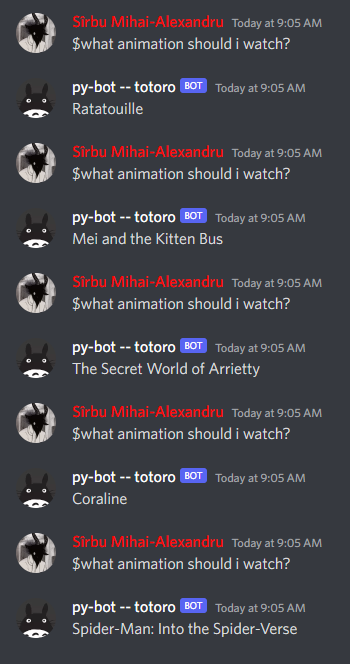 Sîrbu Mihai-Alexandru Today at 9:05 AM
$what animation should i watch?
py-bot -- totoro BOT Today at 9:05 AM
Ratatouille
Sîrbu Mihai-Alexandru Today at 9:05 AM
$what animation should i watch?
py-bot -- totoro BOT Today at 9:05 AM
Mei and the Kitten Bus
Sîrbu Mihai-Alexandru Today at 9:05 AM
$what animation should i watch?
py-bot -- totoro BOT Today at 9:05 AM
The Secret World of Arrietty
Sîrbu Mihai-Alexandru Today at 9:05 AM
$what animation should i watch?
py-bot -- totoro BOT Today at 9:05 AM
Coraline
Sîrbu Mihai-Alexandru Today at 9:05 AM
$what animation should i watch?
py-bot -- totoro BOT Today at 9:05 AM
Spider-Man: Into the Spider-Verse